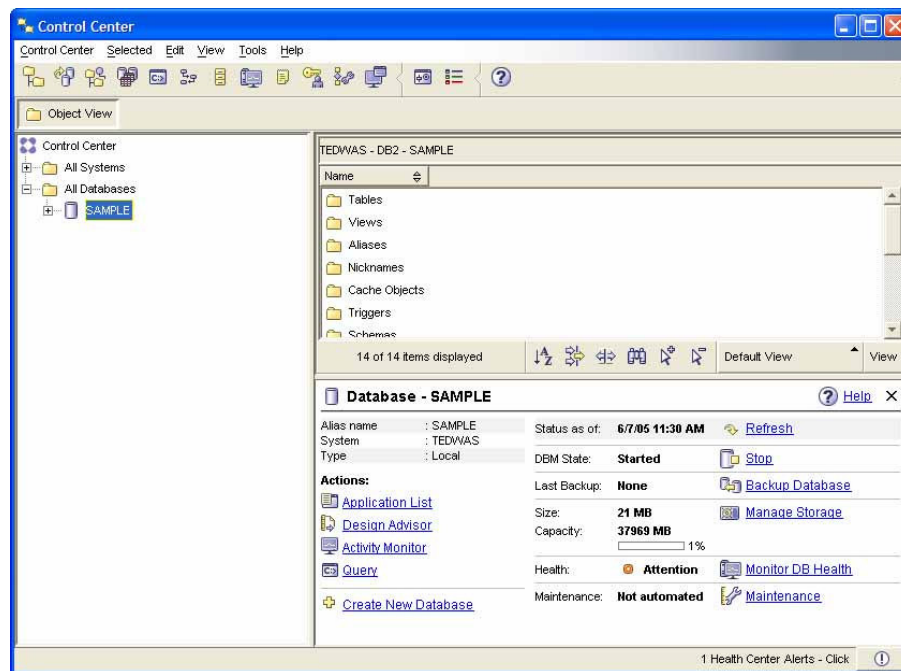 Control Center
Control Center Selected Edit View Tools Help
Object View
Control Center
All Systems
All Databases
SAMPLE
TEDWAS - DB2 - SAMPLE
Name
Tables
Views
Aliases
Nicknames
Cache Objects
Triggers
Schemas
14 of 14 items displayed
Default View
View
Database - SAMPLE
Help
Alias name : SAMPLE
System : TEDWAS
Type : Local
Actions:
Application List
Design Advisor
Activity Monitor
Query
Create New Database
Status as of: 6/7/05 11:30 AM Refresh
DBM State: Started Stop
Last Backup: None Backup Database
Size: 21 MB Manage Storage
Capacity: 37969 MB
1%
Health: Attention Monitor DB Health
Maintenance: Not automated Maintenance
1 Health Center Alerts - Click